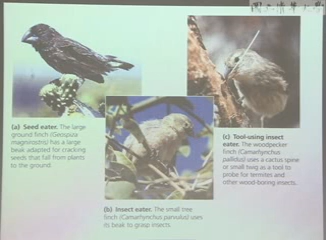 (a) Seed eater. The large
ground finch (Geospiza
magnirostris) has a large
beak adapted for cracking
seeds that fall from plants
to the ground.
(c) Tool-using insect
eater. The woodpecker
finch (Camarhynchus
pallidus) uses a cactus spine
or small twig as a tool to
probe for termites and
other wood-boring insects.
(b) Insect eater. The small tree
finch (Camarhynchus parvulus) uses
its beak to grasp insects.